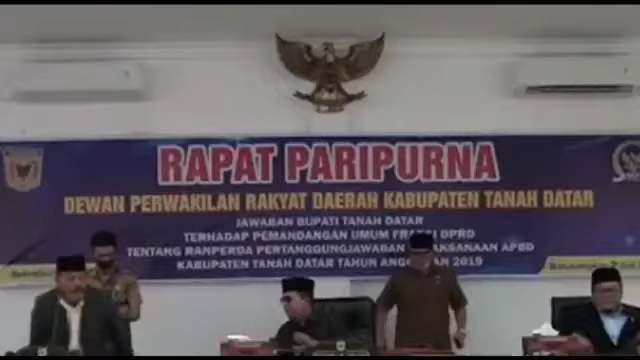 RAPAT PARIPURNA
DEWAN PERWAKILAN RAKYAT DAERAH KABUPATEN TANAH DATAR
JAWABAN BUPATI TANAH DATAR
TERHADAP PEMANDANGAN UMUM FRAKSI DPRD
TENTANG RANPERDA PERTANGGUNGJAWABAN APBD
KABUPATEN TANAH DATAR TAHUN 2019